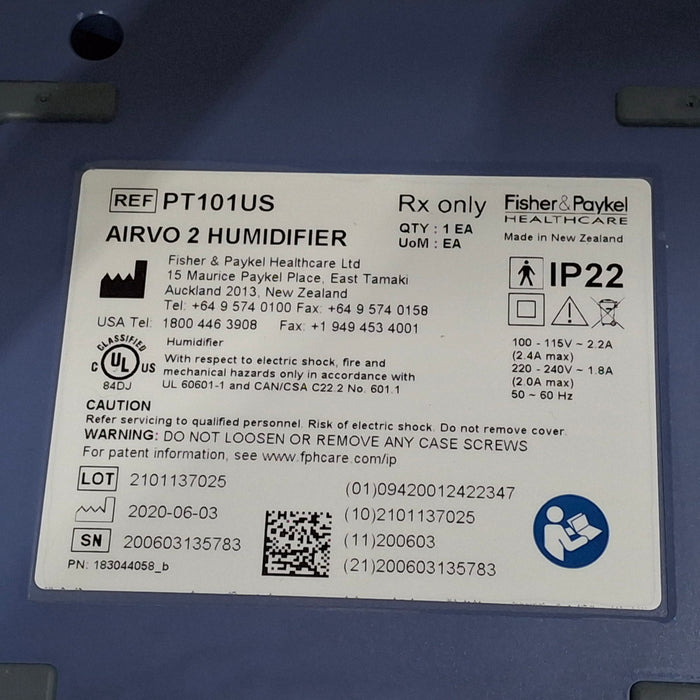 REF PT101US
Rx only
Fisher & Paykel
HEALTHCARE
QTY : 1 EA
UoM : EA
Made in New Zealand
AIRVO 2 HUMIDIFIER
Fisher & Paykel Healthcare Ltd
15 Maurice Paykel Place, East Tamaki
Auckland 2013, New Zealand
Tel: +64 9 574 0100 Fax: +64 9 574 0158
USA Tel: 1800 446 3908 Fax: +1 949 453 4001
IP22
100 - 115V ~ 2.2A
(2.4A max)
220 - 240V ~ 1.8A
(2.0A max)
50 ~ 60 Hz
CLASSIFIED
C UL US
84DJ
Humidifier
With respect to electric shock, fire and
mechanical hazards only in accordance with
UL 60601-1 and CAN/CSA C22.2 No. 601.1
CAUTION
Refer servicing to qualified personnel. Risk of electric shock. Do not remove cover.
WARNING: DO NOT LOOSEN OR REMOVE ANY CASE SCREWS
For patent information, see www.fphcare.com/ip
LOT 2101137025
2020-06-03
SN 200603135783
PN: 183044058_b
(01)09420012422347
(10)2101137025
(11)200603
(21)200603135783